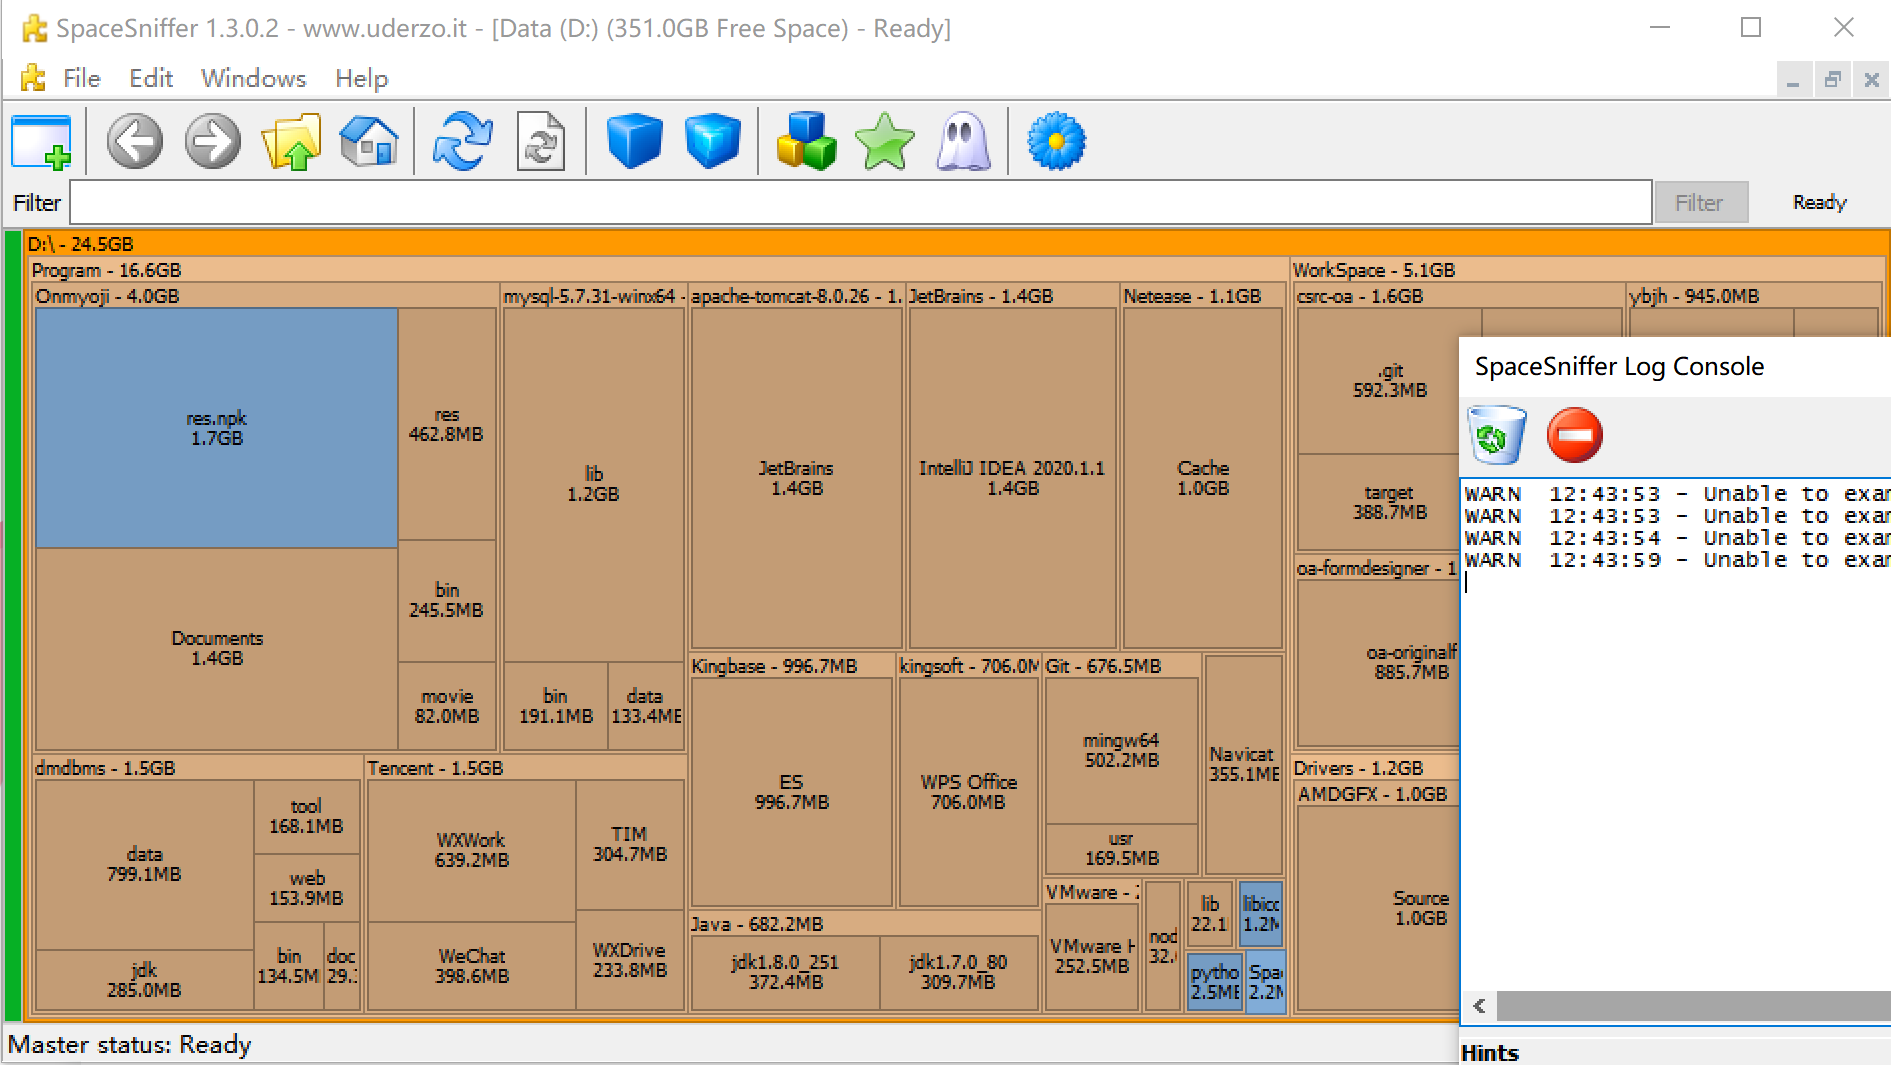 SpaceSniffer 1.3.0.2 - www.uderzo.it - [Data (D:) (351.0GB Free Space) - Ready]
File Edit Windows Help
Filter
Filter Ready
D:\ - 24.5GB
Program - 16.6GB
Onmyoji - 4.0GB
res.npk
1.7GB
res
462.8MB
bin
245.5MB
Documents
1.4GB
movie
82.0MB
mysql-5.7.31-winx64 -
lib
1.2GB
bin
191.1MB
data
133.4MB
apache-tomcat-8.0.26 - 1.
JetBrains
1.4GB
JetBrains - 1.4GB
IntelliJ IDEA 2020.1.1
1.4GB
Netease - 1.1GB
Cache
1.0GB
dmdbms - 1.5GB
data
799.1MB
jdk
285.0MB
tool
168.1MB
web
153.9MB
bin
134.5M
doc
29.
Tencent - 1.5GB
WXWork
639.2MB
WeChat
398.6MB
TIM
304.7MB
WXDrive
233.8MB
Kingbase - 996.7MB
ES
996.7MB
kingsoft - 706.0M
WPS Office
706.0MB
Git - 676.5MB
mingw64
502.2MB
usr
169.5MB
Navicat
355.1MB
Java - 682.2MB
jdk1.8.0_251
372.4MB
jdk1.7.0_80
309.7MB
VMware -
VMware
252.5MB
nod
32.
lib
22.1
libic
1.2M
pytho
2.5MB
Spa
2.2M
WorkSpace - 5.1GB
csrc-oa - 1.6GB
.git
592.3MB
target
388.7MB
ybjh - 945.0MB
oa-formdesigner - 1
oa-originalf
885.7MB
Drivers - 1.2GB
AMDGFX - 1.0GB
Source
1.0GB
SpaceSniffer Log Console
WARN 12:43:53 - Unable to exam
WARN 12:43:53 - Unable to exam
WARN 12:43:54 - Unable to exam
WARN 12:43:59 - Unable to exam
Hints
Master status: Ready